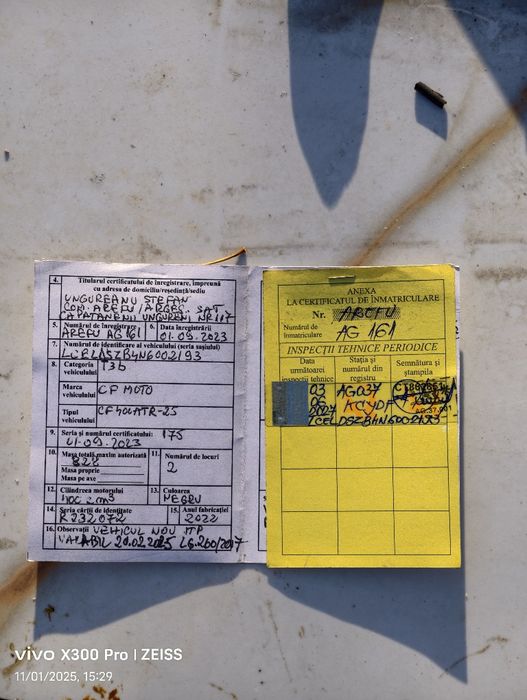 4. Titularul certificatului de înregistrare, împreună
cu adresa de domiciliu/reședință/sediu
UNGUREANU STEFAN
COM. AREFU / ARGES. SAT
CAPATANENII UNGURENI NR 117
5. Numărul de înregistrare
AREFU AG 161
6. Data înregistrării
01.09.2023
7. Numărul de identificare al vehiculului (seria șasiului)
8. Categoria vehiculului
T3b
Marca vehiculului
CF MOTO
Tipul vehiculului
CF400ATR-2S
9. Seria și numărul certificatului: 175
01-09.2023
10. Masa totală maxim autorizată
822
Masa proprie
Masa pe axe
11. Numărul de locuri
2
12. Cilindreea motorului
400 cm3
13. Culoarea
NEGRU
14. Seria cărții de identitate
R232072
15. Anul fabricației
2022
16. Observații VEHICUL NOU ITP
VALABIL
ANEXA
LA CERTIFICATUL DE ÎNMATRICULARE
Nr. AREFU
Numărul de
înmatriculare AG 161
INSPECȚII TEHNICE PERIODICE
Data
următoarei
inspecții tehnice
Stația și
numărul din
registru
Semnătura și
ștampila
03 AG037
06
2027
vivo X300 Pro | ZEISS
11/01/2025, 15:29